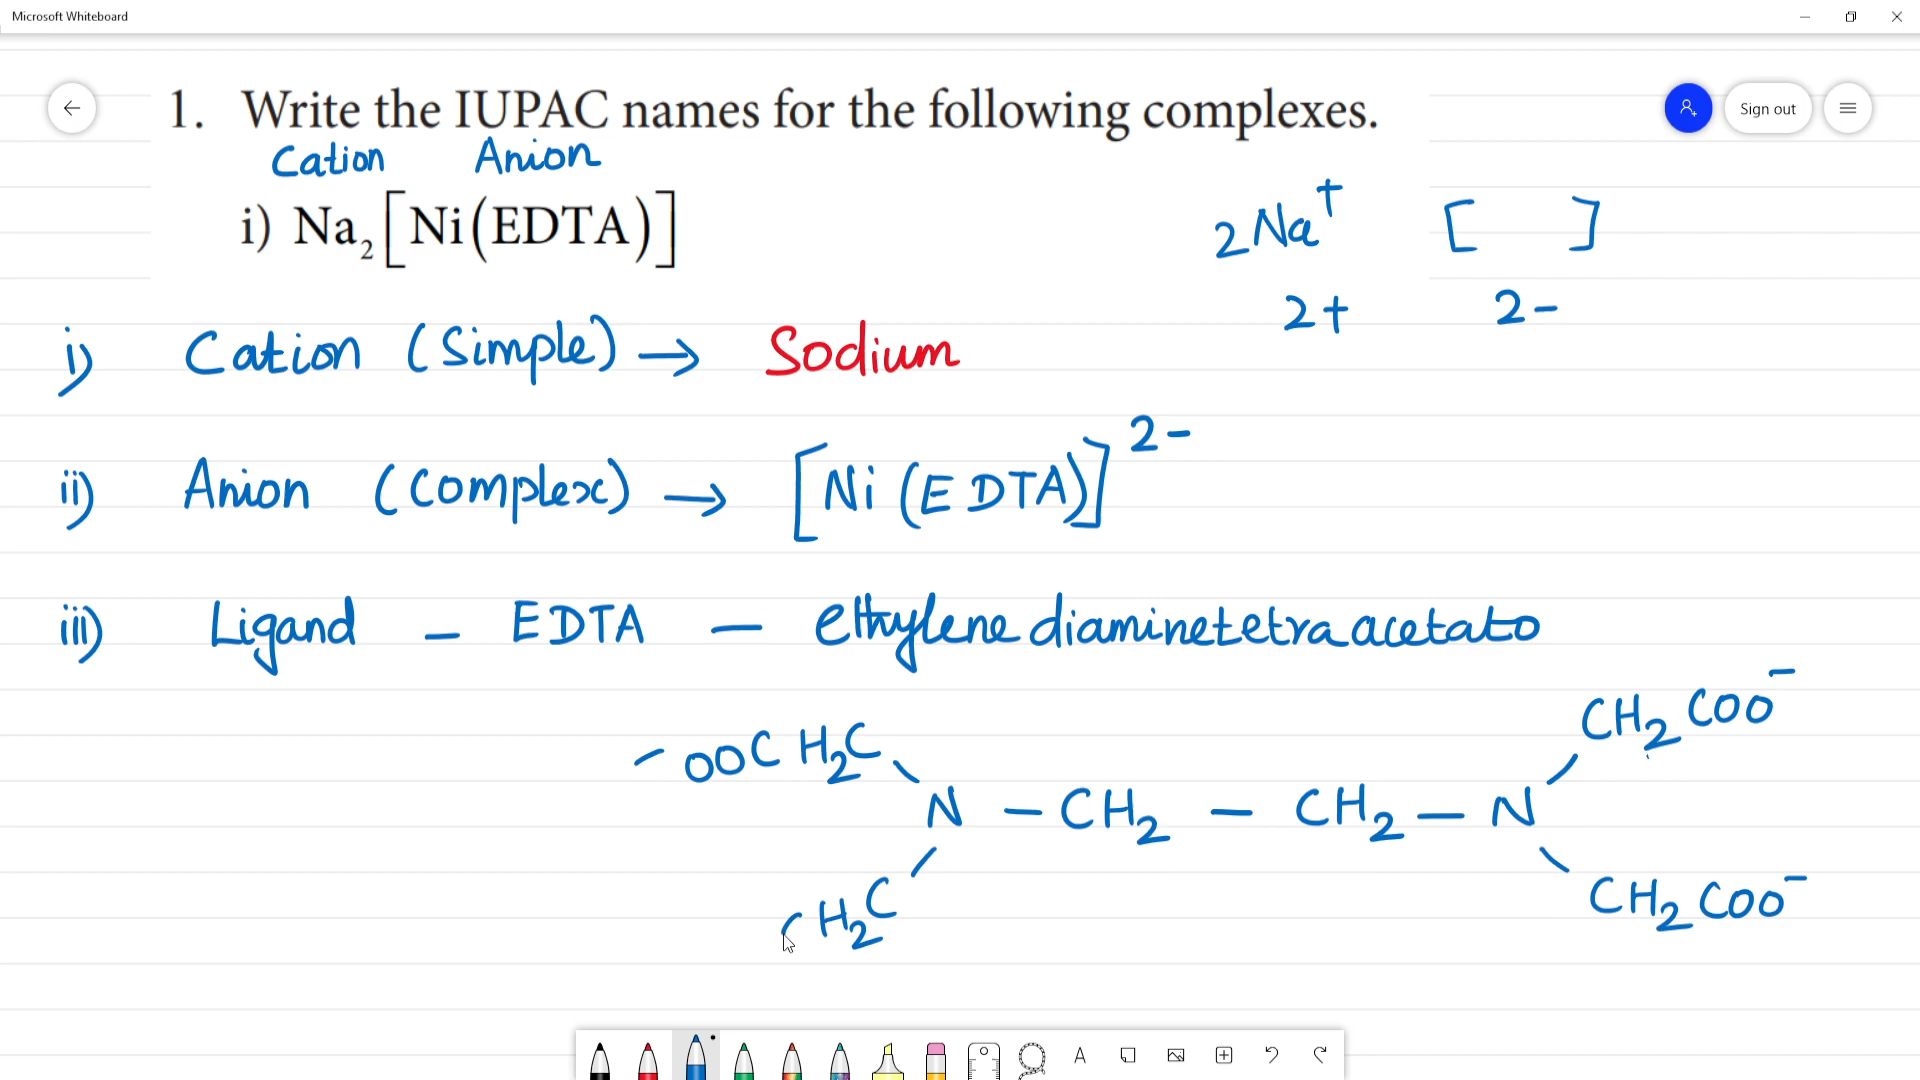 Microsoft Whiteboard
1. Write the IUPAC names for the following complexes.
Sign out
Cation Anion
i) Na₂[Ni(EDTA)]
2Na⁺ [ ]
2+ 2-
i) Cation (Simple) → Sodium
ii) Anion (Complex) → [Ni(EDTA)]²⁻
iii) Ligand - EDTA - ethylenediaminetetraacetato
⁻OOC H₂C CH₂COO⁻
N - CH₂ - CH₂ - N
C H₂C CH₂COO⁻
A